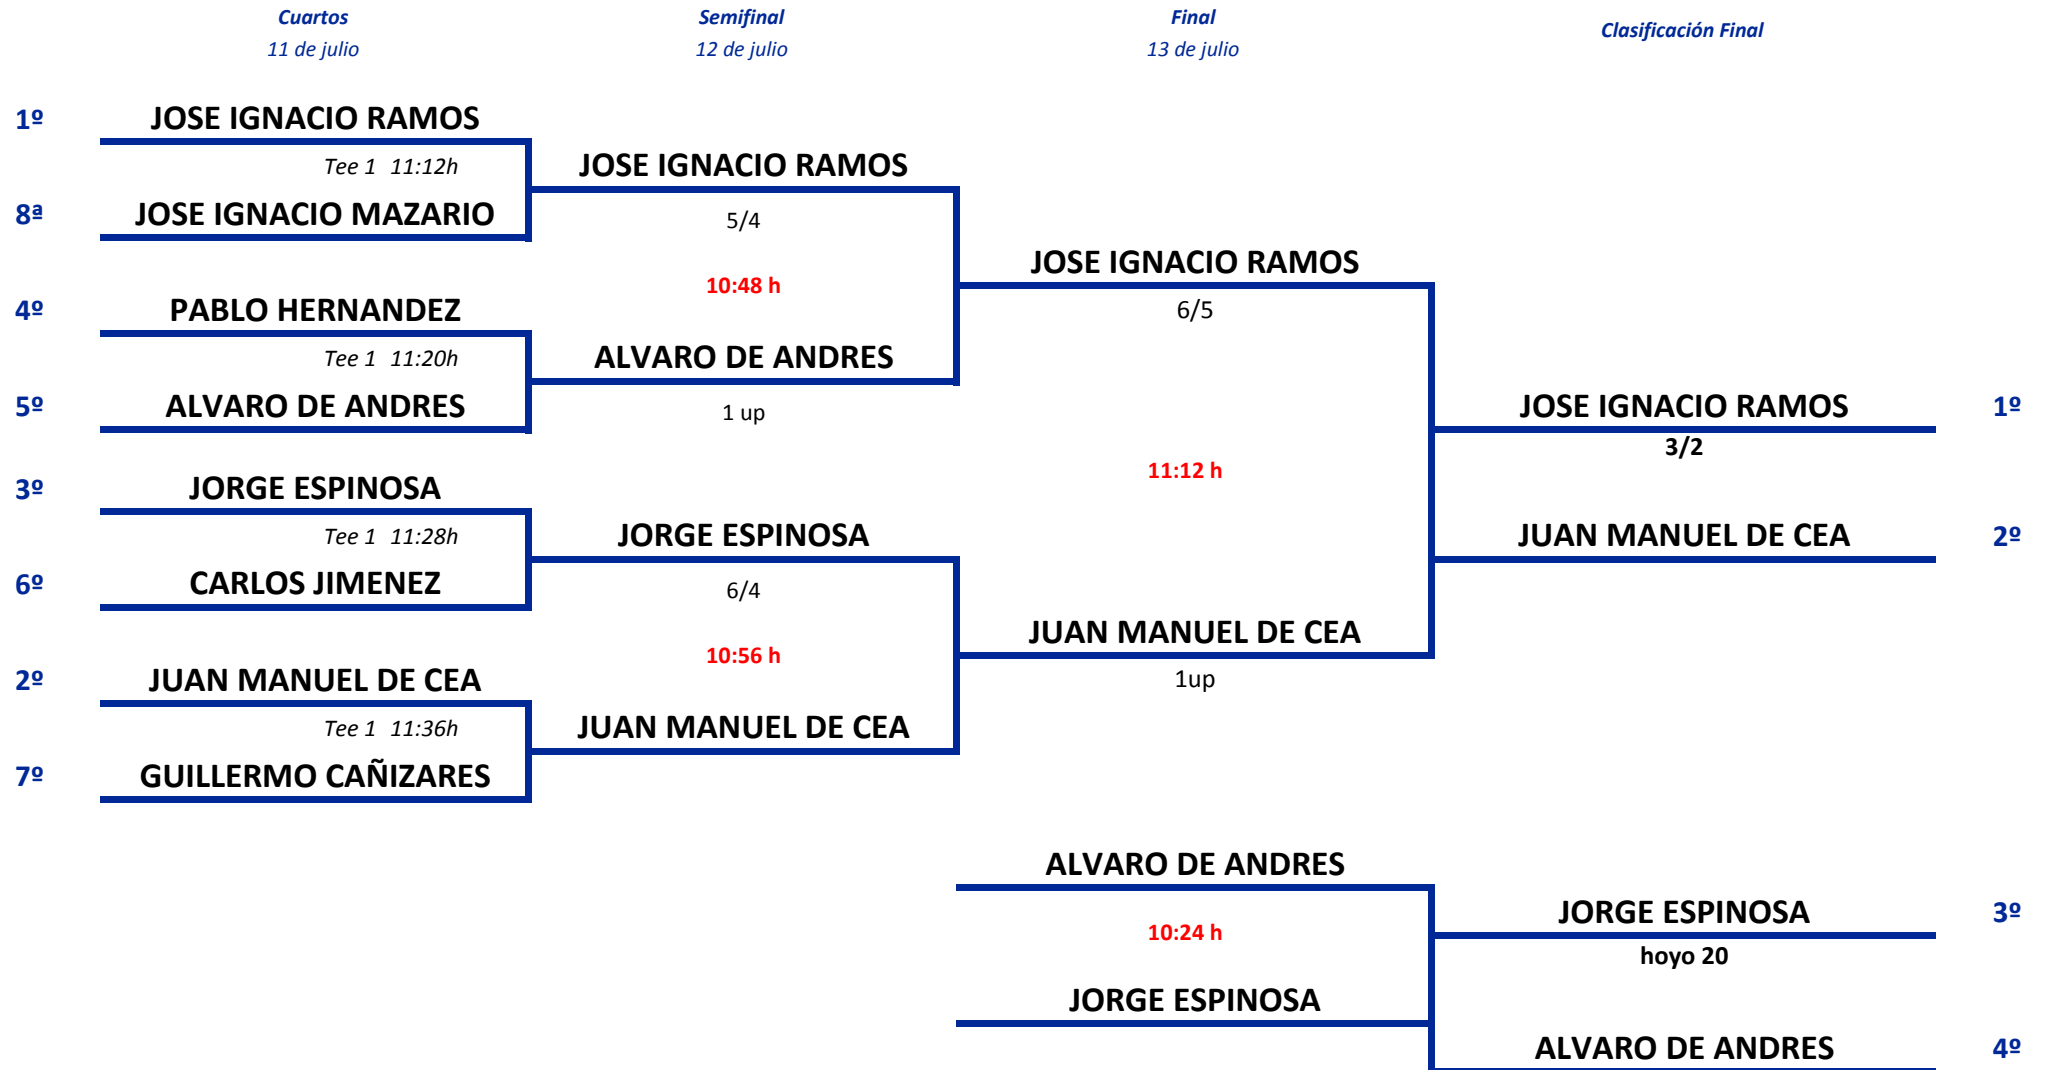 Cuartos Semifinal Final Clasificación Final
11 de julio 12 de julio 13 de julio
1º JOSE IGNACIO RAMOS
Tee 1 11:12h JOSE IGNACIO RAMOS
8ª JOSE IGNACIO MAZARIO 5/4
JOSE IGNACIO RAMOS
10:48 h
4º PABLO HERNANDEZ 6/5
Tee 1 11:20h ALVARO DE ANDRES
5º ALVARO DE ANDRES 1 up JOSE IGNACIO RAMOS 1º
3/2
11:12 h
3º JORGE ESPINOSA
Tee 1 11:28h JORGE ESPINOSA JUAN MANUEL DE CEA 2º
6º CARLOS JIMENEZ 6/4
JUAN MANUEL DE CEA
10:56 h
2º JUAN MANUEL DE CEA 1up
Tee 1 11:36h JUAN MANUEL DE CEA
7º GUILLERMO CAÑIZARES
ALVARO DE ANDRES
JORGE ESPINOSA 3º
10:24 h
hoyo 20
JORGE ESPINOSA
ALVARO DE ANDRES 4º